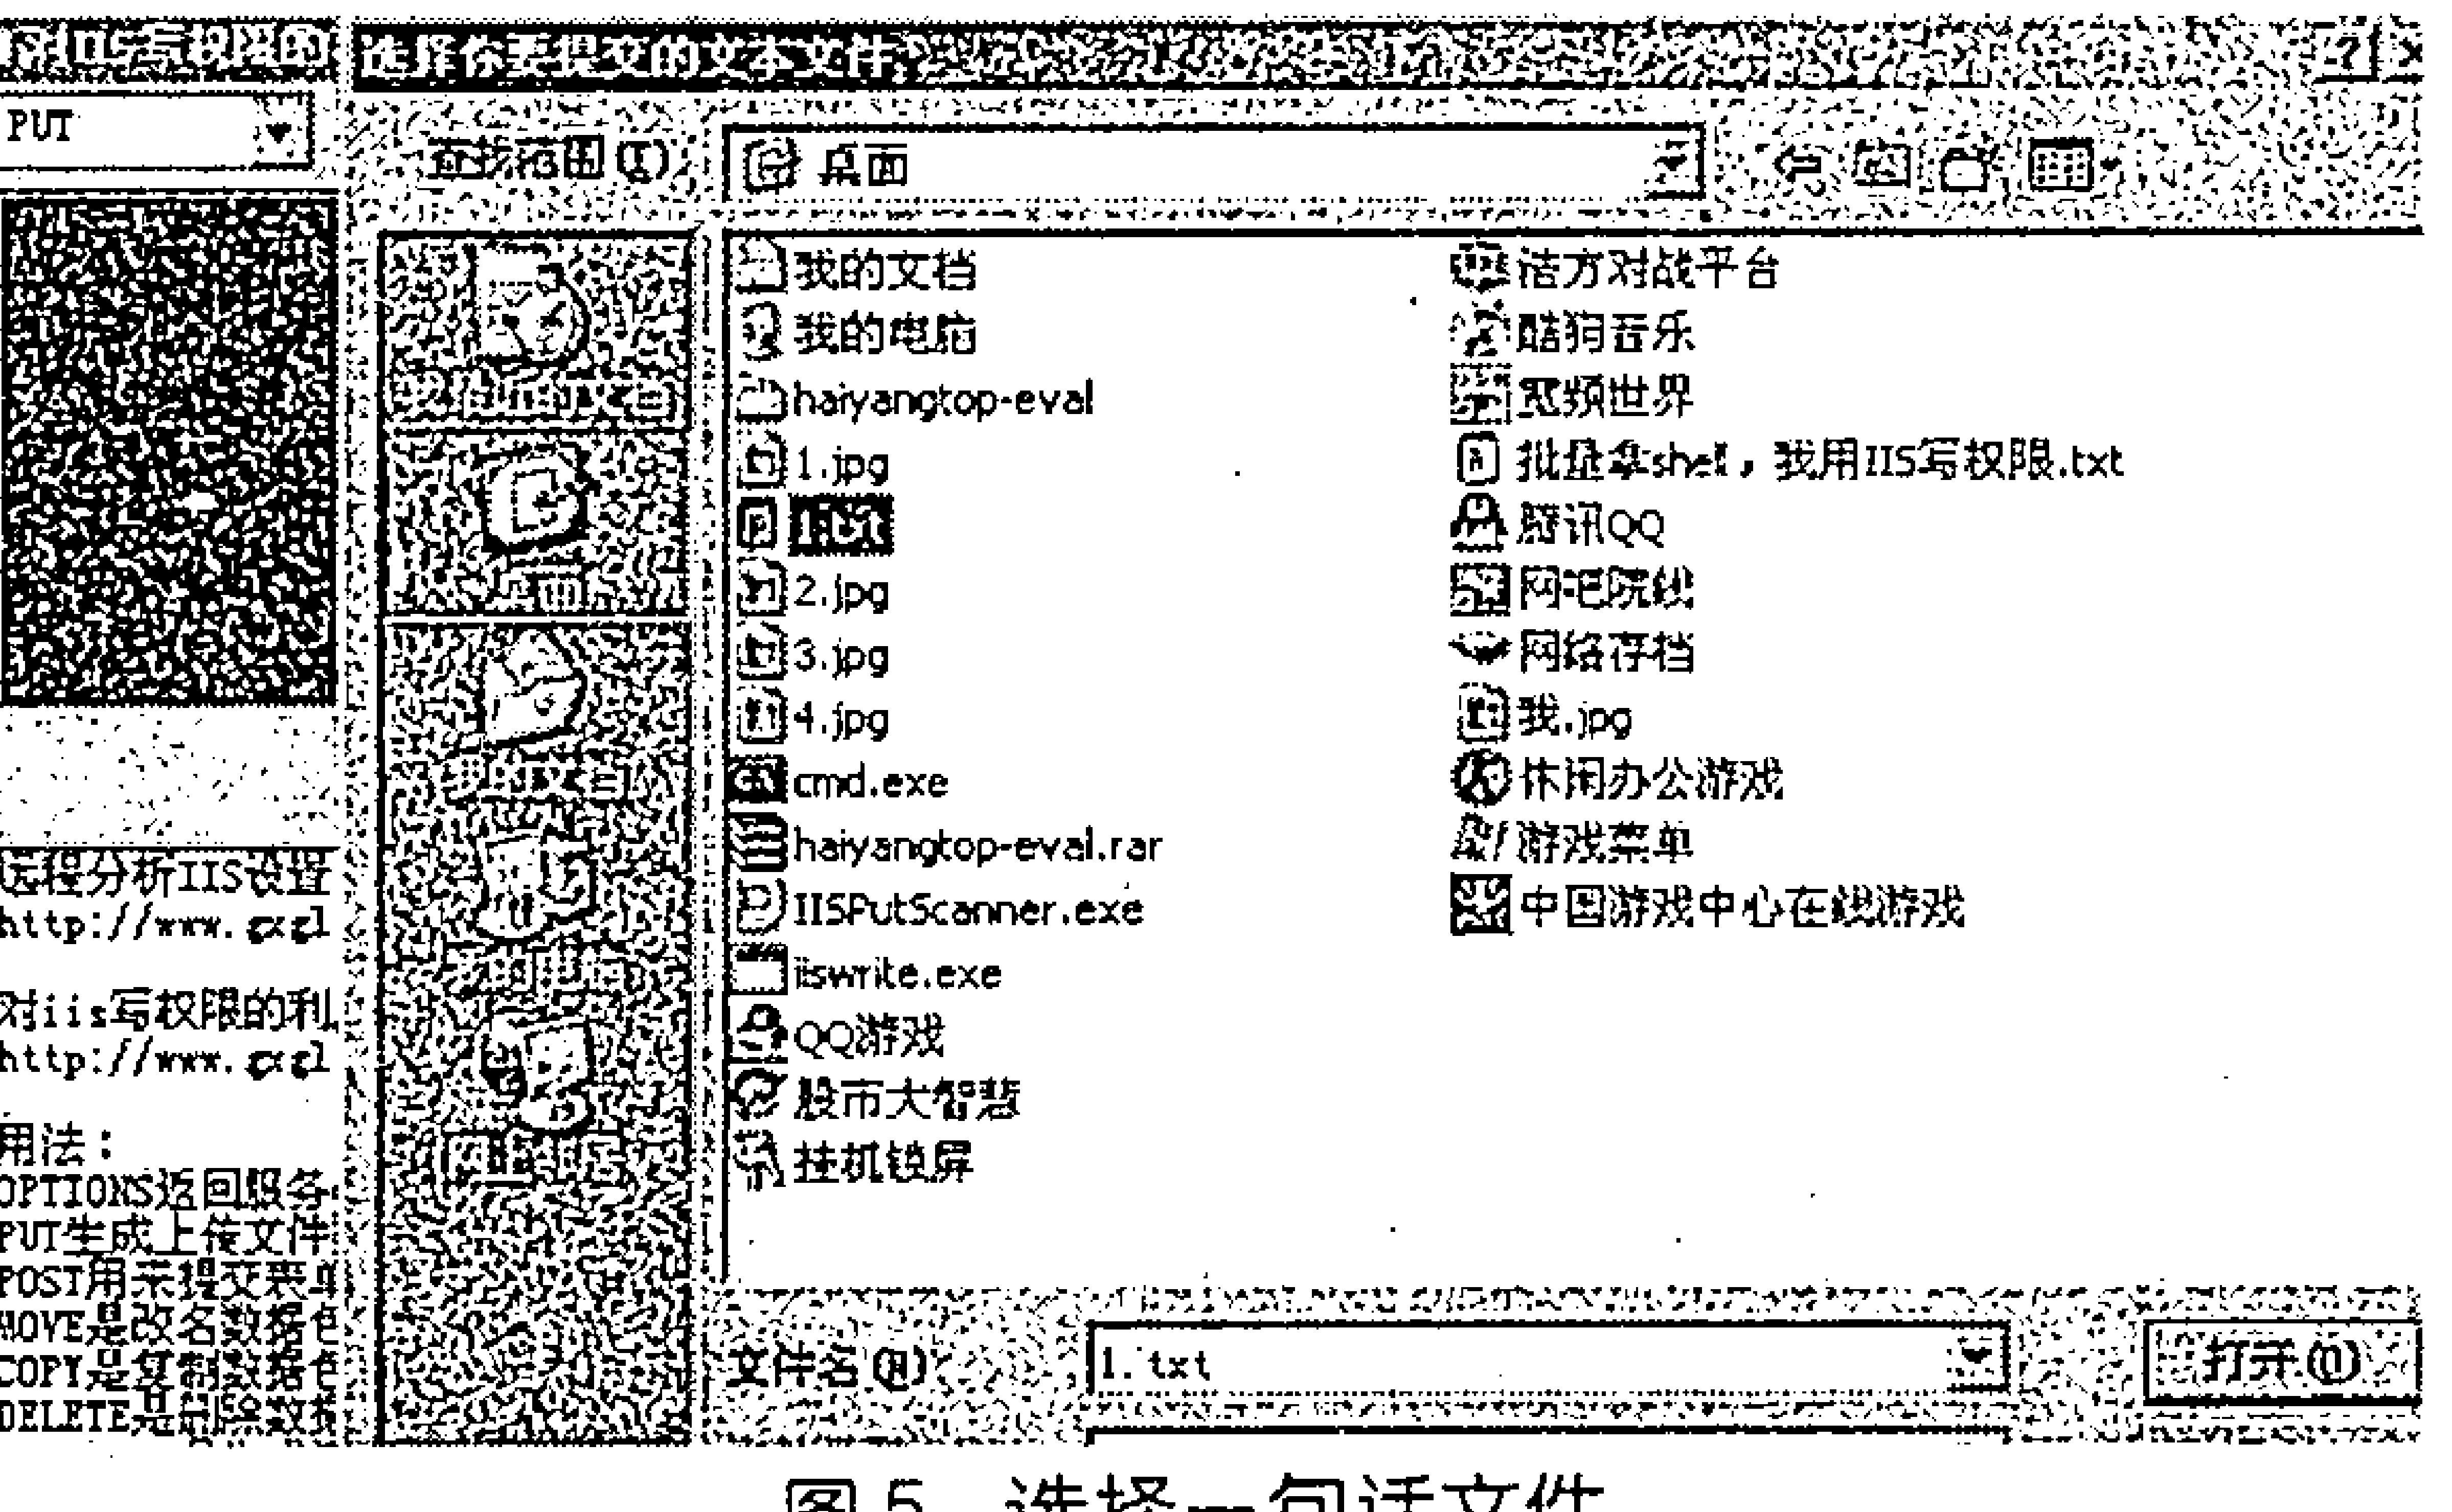 选择你要提交的文本文件
PUT
查找范围(I)
桌面
我的文档
我的电脑
haiyangtop-eval
1.jpg
1.txt
2.jpg
3.jpg
4.jpg
cmd.exe
haiyangtop-eval.rar
IISPutScanner.exe
iiswrite.exe
QQ游戏
股市大智慧
挂机锁屏
浩方对战平台
酷狗音乐
宽频世界
批量拿shell，我用IIS写权限.txt
腾讯QQ
网吧院线
网络存档
我.jpg
休闲办公游戏
游戏菜单
中国游戏中心在线游戏
桌面
远程分析IIS设置
http://www.gxgl
对iis写权限的利
http://www.gxgl
用法：
OPTIONS返回服务
PUT生成上传文件
POST用来提交表单
MOVE是改名数据包
COPY是复制数据包
DELETE是删除数据
文件名(N)
1.txt
打开(O)
图 5 选择一句话文件